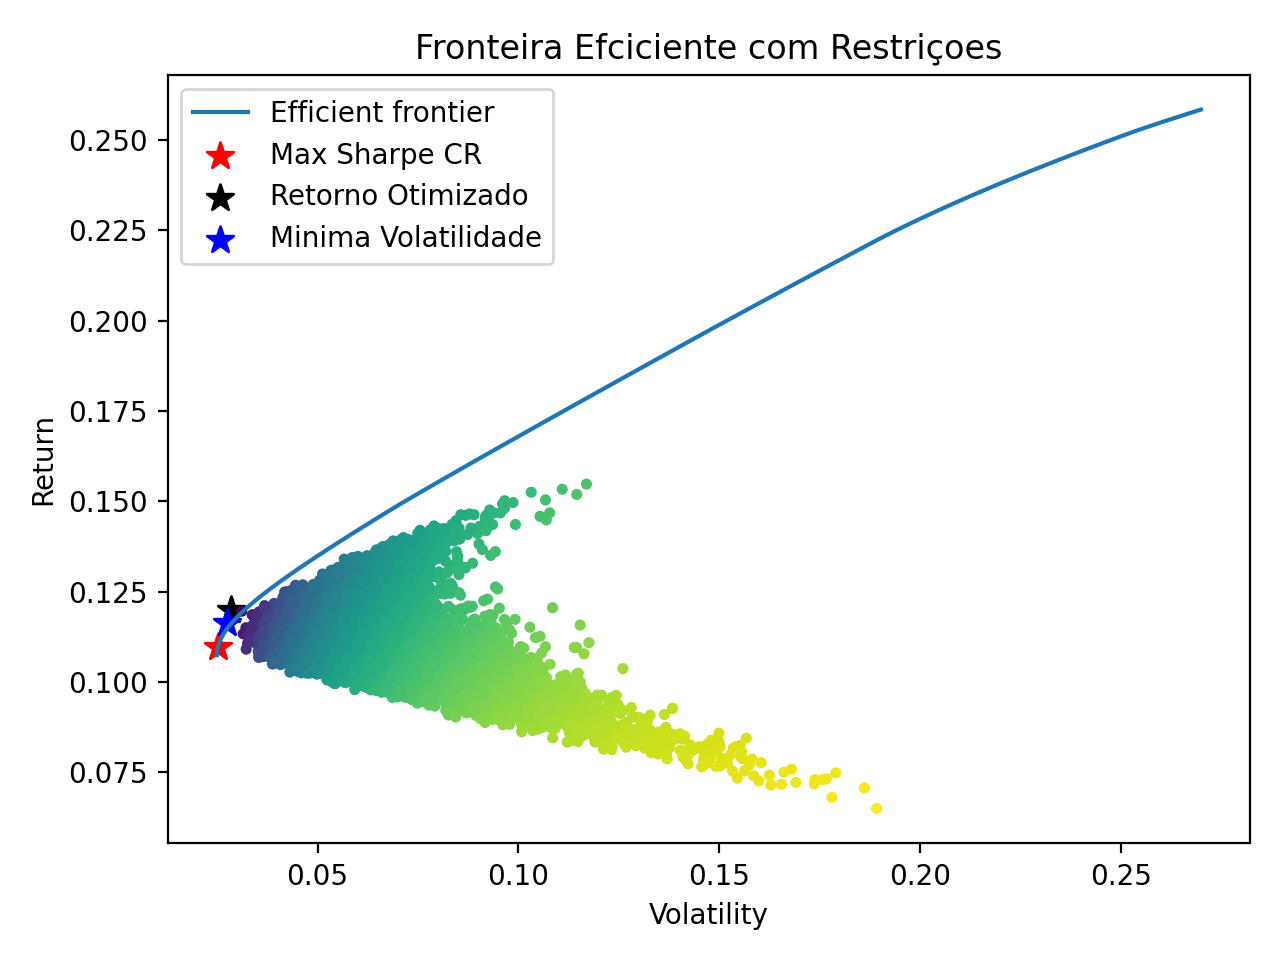 Fronteira Efciciente com Restriçoes
Efficient frontier
Max Sharpe CR
Retorno Otimizado
Minima Volatilidade
0.250
0.225
0.200
0.175
0.150
0.125
0.100
0.075
Return
0.05 0.10 0.15 0.20 0.25
Volatility